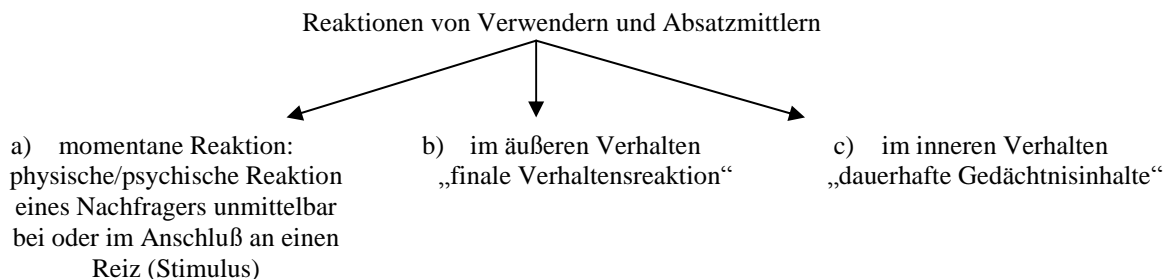 Reaktionen von Verwendern und Absatzmittlern
a) momentane Reaktion:
physische/psychische Reaktion
eines Nachfragers unmittelbar
bei oder im Anschluß an einen
Reiz (Stimulus)
b) im äußeren Verhalten
„finale Verhaltensreaktion“
c) im inneren Verhalten
„dauerhafte Gedächtnisinhalte“